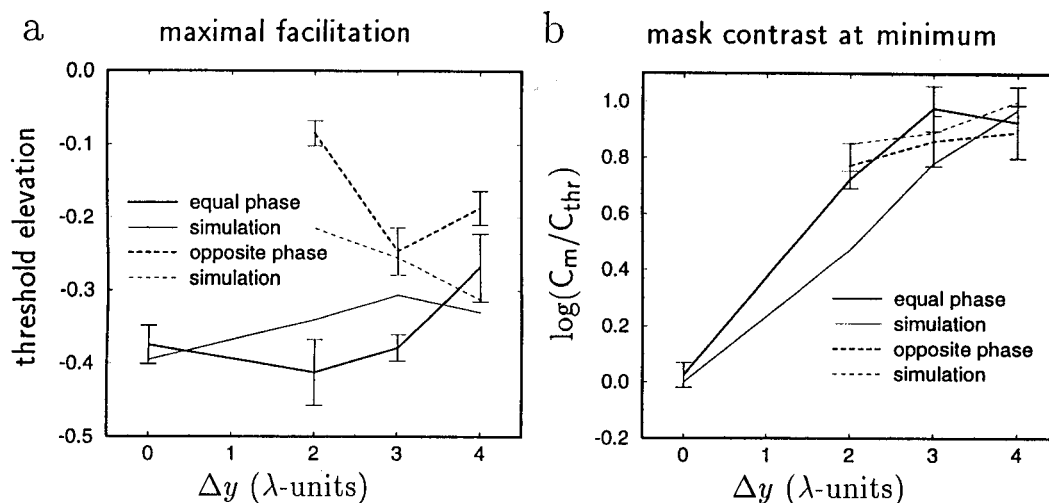 a
maximal facilitation
threshold elevation
0.0
-0.1
-0.2
-0.3
-0.4
-0.5
equal phase
simulation
opposite phase
simulation
0 1 2 3 4
Δy (λ-units)
b
mask contrast at minimum
log(Cm/Cthr)
1.0
0.8
0.6
0.4
0.2
0.0
-0.2
equal phase
simulation
opposite phase
simulation
0 1 2 3 4
Δy (λ-units)